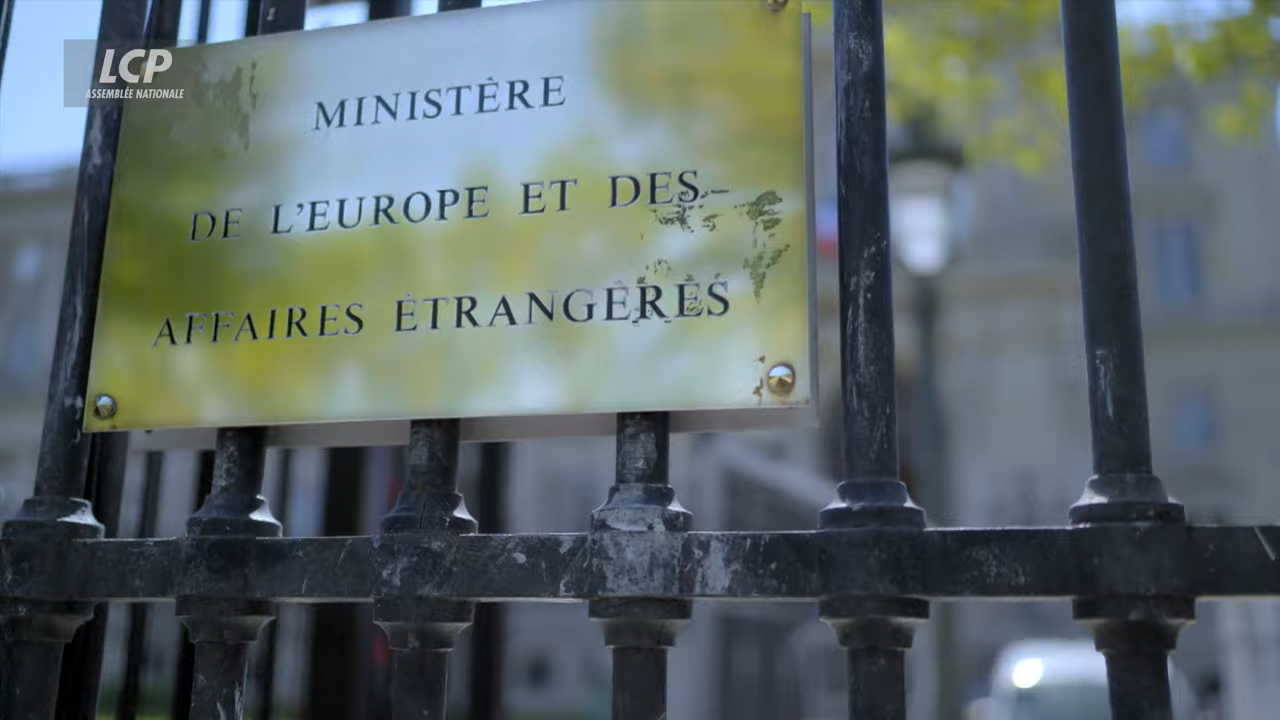 LCP
ASSEMBLÉE NATIONALE
MINISTÈRE
DE L'EUROPE ET DES
AFFAIRES ÉTRANGÈRES